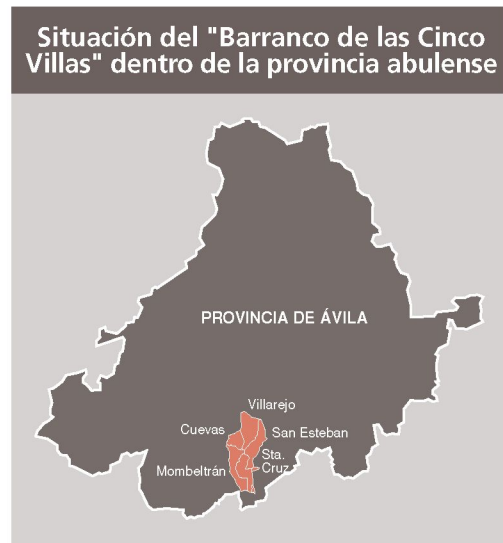 Situación del "Barranco de las Cinco
Villas" dentro de la provincia abulense
PROVINCIA DE ÁVILA
Villarejo
Cuevas
San Esteban
Sta.
Cruz
Mombeltrán